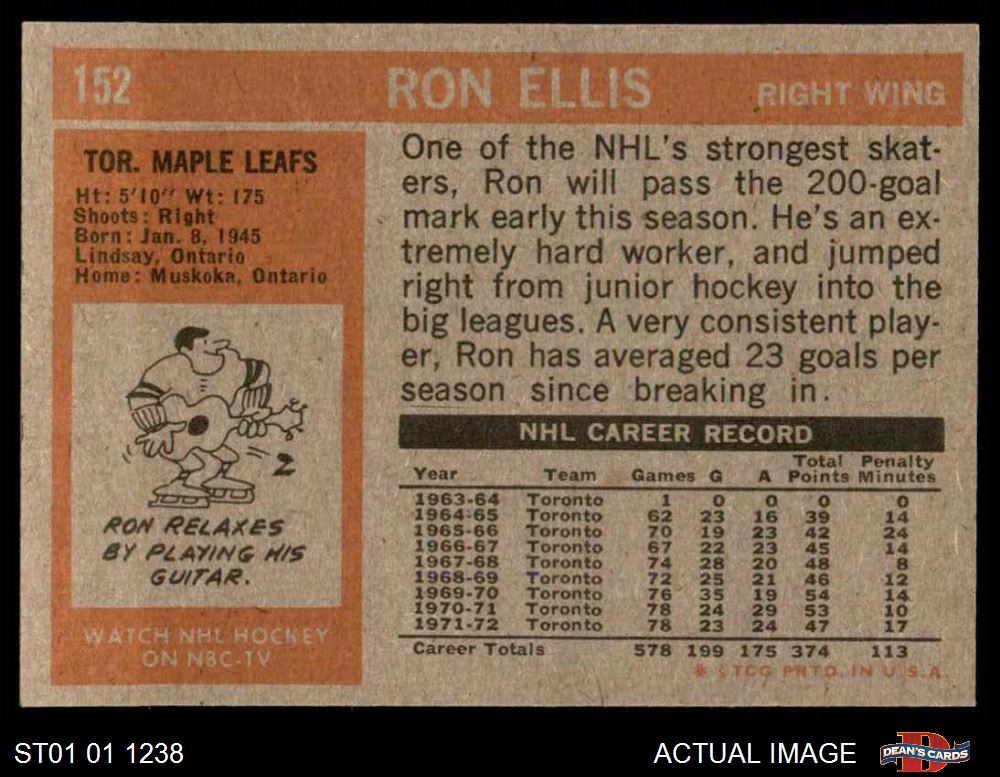 152 RON ELLIS RIGHT WING
TOR. MAPLE LEAFS
Ht: 5'10" Wt: 175
Shoots: Right
Born: Jan. 8, 1945
Lindsay, Ontario
Home: Muskoka, Ontario
2
RON RELAXES
BY PLAYING HIS
GUITAR.
WATCH NHL HOCKEY
ON NBC-TV
One of the NHL's strongest skat-
ers, Ron will pass the 200-goal
mark early this season. He's an ex-
tremely hard worker, and jumped
right from junior hockey into the
big leagues. A very consistent play-
er, Ron has averaged 23 goals per
season since breaking in.
NHL CAREER RECORD
Year Team Games G A Total Points Penalty Minutes
1963-64 Toronto 1 0 0 0 0
1964-65 Toronto 62 23 16 39 14
1965-66 Toronto 70 19 23 42 24
1966-67 Toronto 67 22 23 45 14
1967-68 Toronto 74 28 20 48 8
1968-69 Toronto 72 25 21 46 12
1969-70 Toronto 76 35 19 54 14
1970-71 Toronto 78 24 29 53 10
1971-72 Toronto 78 23 24 47 17
Career Totals 578 199 175 374 113
* © TCG PRTD. IN U.S.A.
ST01 01 1238
ACTUAL IMAGE
D
DEAN'S CARDS